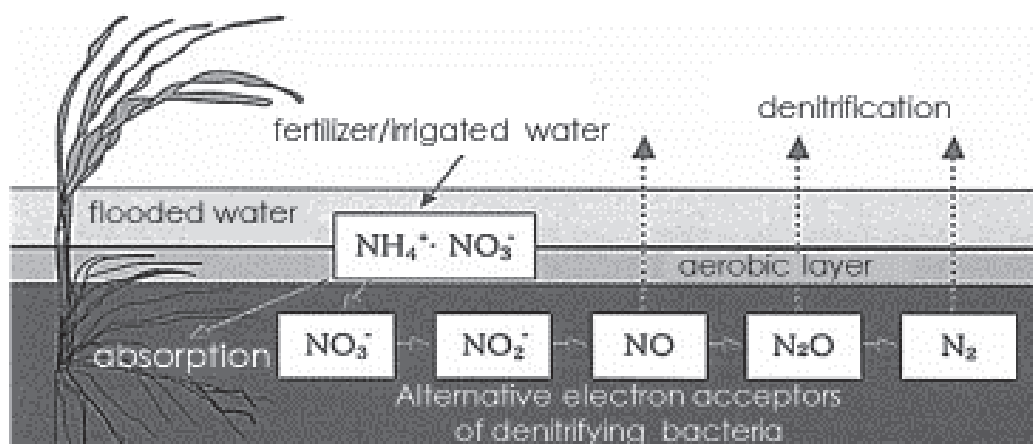 denitrification
fertilizer/irrigated water
flooded water
NH₄⁺· NO₃⁻
aerobic layer
absorption
NO₃⁻
NO₂⁻
NO
N₂O
N₂
Alternative electron acceptors
of denitrifying bacteria